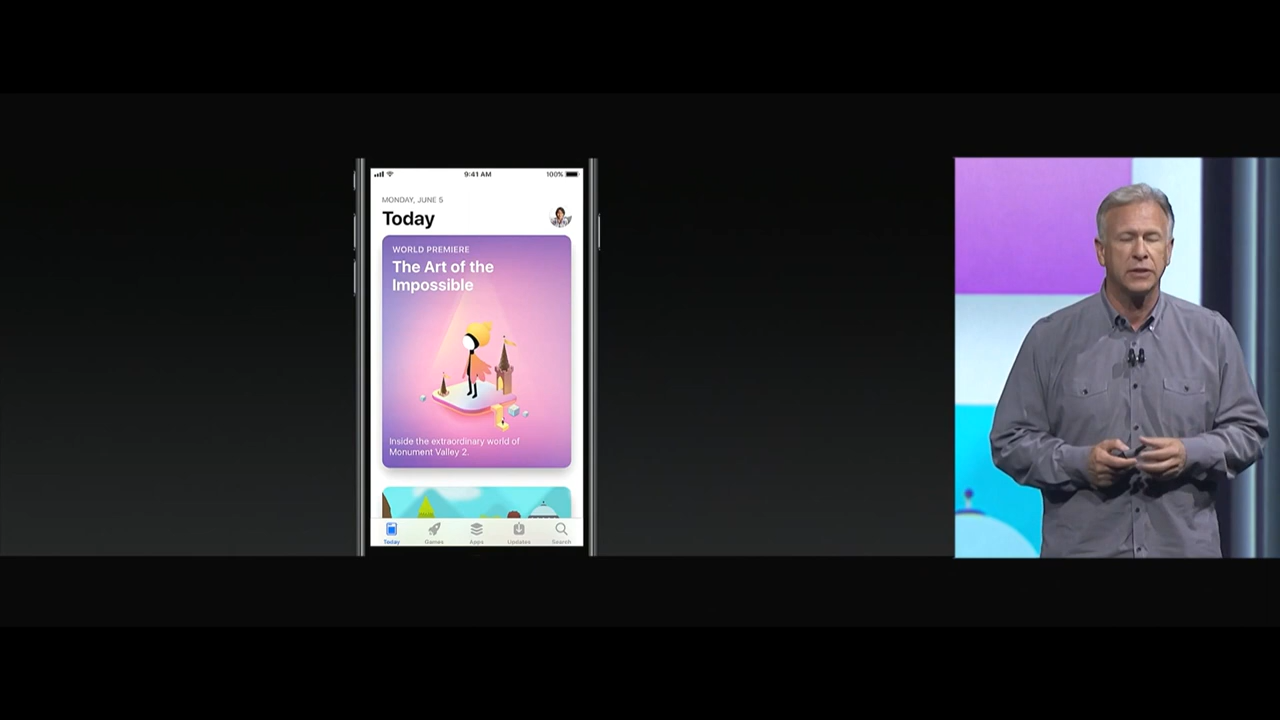 9:41 AM
100%
MONDAY, JUNE 5
Today
WORLD PREMIERE
The Art of the
Impossible
Inside the extraordinary world of
Monument Valley 2.
Today
Games
Apps
Updates
Search